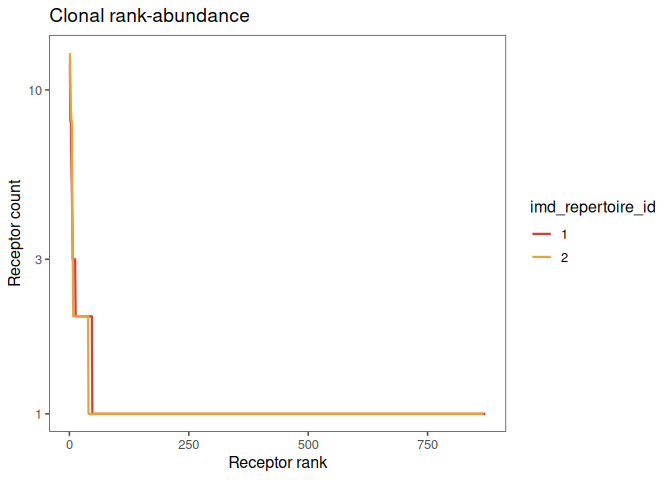 Clonal rank-abundance
10
3
1
Receptor count
0 250 500 750
Receptor rank
imd_repertoire_id
1
2